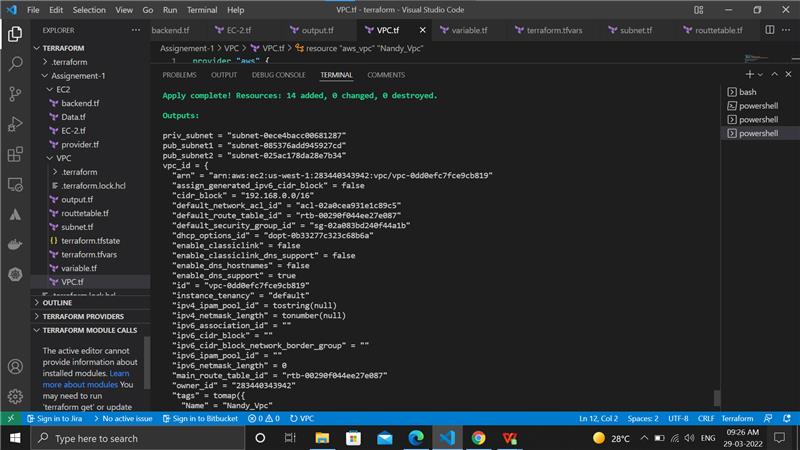 File Edit Selection View Go Run Terminal Help
VPC.tf - terraform - Visual Studio Code
EXPLORER
backend.tf EC-2.tf output.tf VPC.tf variable.tf terraform.tfvars subnet.tf routtetable.tf
TERRAFORM
.terraform
Assignement-1
EC2
backend.tf
Data.tf
EC-2.tf
provider.tf
VPC
.terraform
.terraform.lock.hcl
output.tf
routtetable.tf
subnet.tf
terraform.tfstate
terraform.tfvars
variable.tf
VPC.tf
.terraform.lock.hcl
OUTLINE
TERRAFORM PROVIDERS
TERRAFORM MODULE CALLS
The active editor cannot
provide information about
installed modules. Learn
more about modules You
may need to run
'terraform get' or update
Assignement-1 > VPC > VPC.tf > resource "aws_vpc" "Nandy_Vpc"
1 provider "aws" {
PROBLEMS OUTPUT DEBUG CONSOLE TERMINAL COMMENTS
Apply complete! Resources: 14 added, 0 changed, 0 destroyed.
Outputs:
priv_subnet = "subnet-0ece4bacc00681287"
pub_subnet1 = "subnet-085376add945927cd"
pub_subnet2 = "subnet-025ac178da28e7b34"
vpc_id = {
"arn" = "arn:aws:ec2:us-west-1:283440343942:vpc/vpc-0dd0efc7fce9cb819"
"assign_generated_ipv6_cidr_block" = false
"cidr_block" = "192.168.0.0/16"
"default_network_acl_id" = "acl-02a0cea931e1c89c5"
"default_route_table_id" = "rtb-00290f044ee27e087"
"default_security_group_id" = "sg-02a083bd240f44a1b"
"dhcp_options_id" = "dopt-0b33277c323c68b6a"
"enable_classiclink" = false
"enable_classiclink_dns_support" = false
"enable_dns_hostnames" = false
"enable_dns_support" = true
"id" = "vpc-0dd0efc7fce9cb819"
"instance_tenancy" = "default"
"ipv4_ipam_pool_id" = tostring(null)
"ipv4_netmask_length" = tonumber(null)
"ipv6_association_id" = ""
"ipv6_cidr_block" = ""
"ipv6_cidr_block_network_border_group" = ""
"ipv6_ipam_pool_id" = ""
"ipv6_netmask_length" = 0
"main_route_table_id" = "rtb-00290f044ee27e087"
"owner_id" = "283440343942"
"tags" = tomap({
"Name" = "Nandy_Vpc"
bash
powershell
powershell
powershell
Sign in to Jira No active issue Sign in to Bitbucket 0 0 VPC Ln 12, Col 2 Spaces: 2 UTF-8 CRLF Terraform
Type here to search
28°C ENG 09:26 AM
29-03-2022